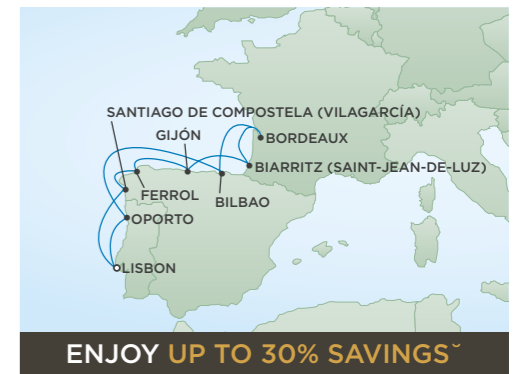 SANTIAGO DE COMPOSTELA (VILAGARCÍA)
GIJÓN
BORDEAUX
BIARRITZ (SAINT-JEAN-DE-LUZ)
FERROL
BILBAO
OPORTO
LISBON
ENJOY UP TO 30% SAVINGS˘